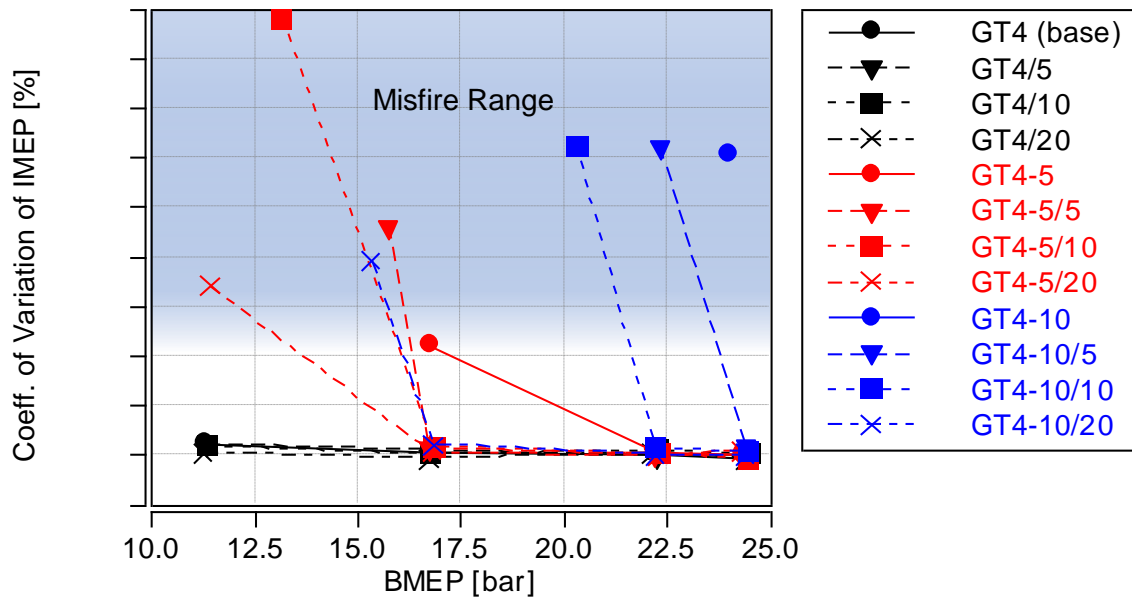 Coeff. of Variation of IMEP [%]
Misfire Range
10.0 12.5 15.0 17.5 20.0 22.5 25.0
BMEP [bar]
GT4 (base)
GT4/5
GT4/10
GT4/20
GT4-5
GT4-5/5
GT4-5/10
GT4-5/20
GT4-10
GT4-10/5
GT4-10/10
GT4-10/20